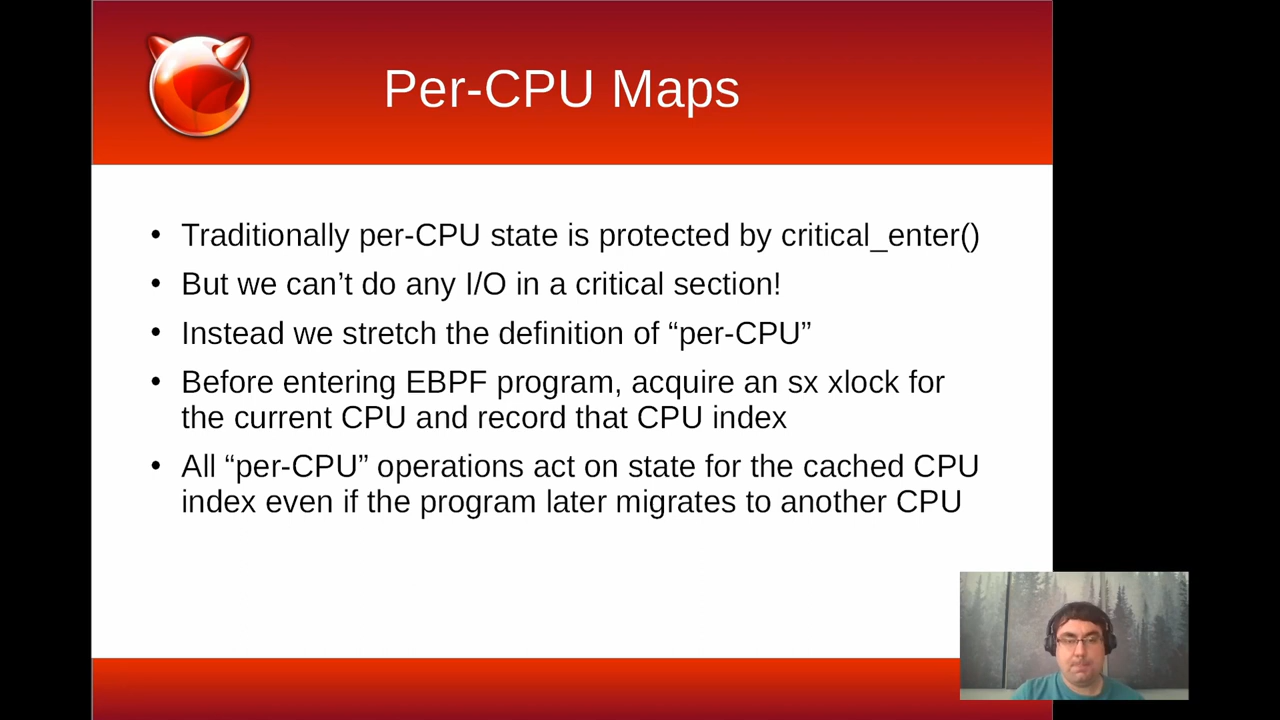 Per-CPU Maps
• Traditionally per-CPU state is protected by critical_enter()
• But we can’t do any I/O in a critical section!
• Instead we stretch the definition of “per-CPU”
• Before entering EBPF program, acquire an sx xlock for
the current CPU and record that CPU index
• All “per-CPU” operations act on state for the cached CPU
index even if the program later migrates to another CPU